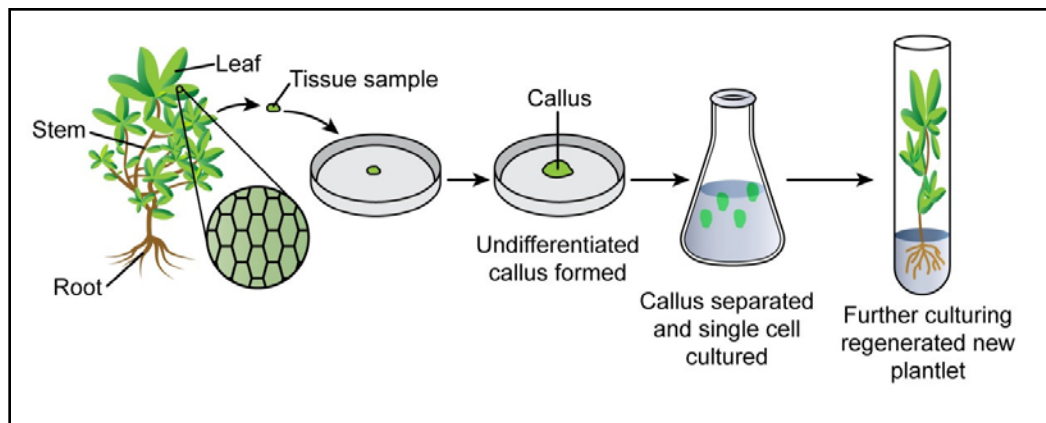 Leaf
Tissue sample
Stem
Root
Callus
Undifferentiated
callus formed
Callus separated
and single cell
cultured
Further culturing
regenerated new
plantlet